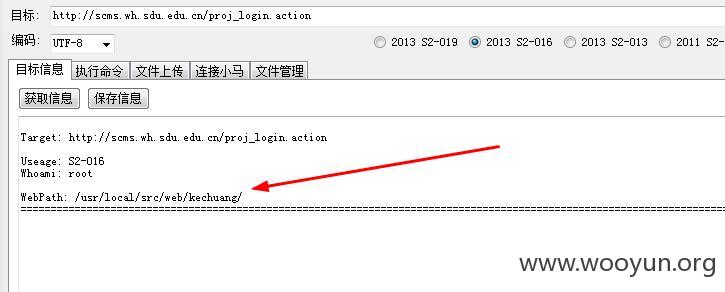 目标: http://scms.wh.sdu.edu.cn/proj_login.action
编码: UTF-8 2013 S2-019 2013 S2-016 2013 S2-013 2011 S2-
目标信息 执行命令 文件上传 连接小马 文件管理
获取信息 保存信息
Target: http://scms.wh.sdu.edu.cn/proj_login.action
Useage: S2-016
Whoami: root
WebPath: /usr/local/src/web/kechuang/
================================================================================
www.wooyun.org